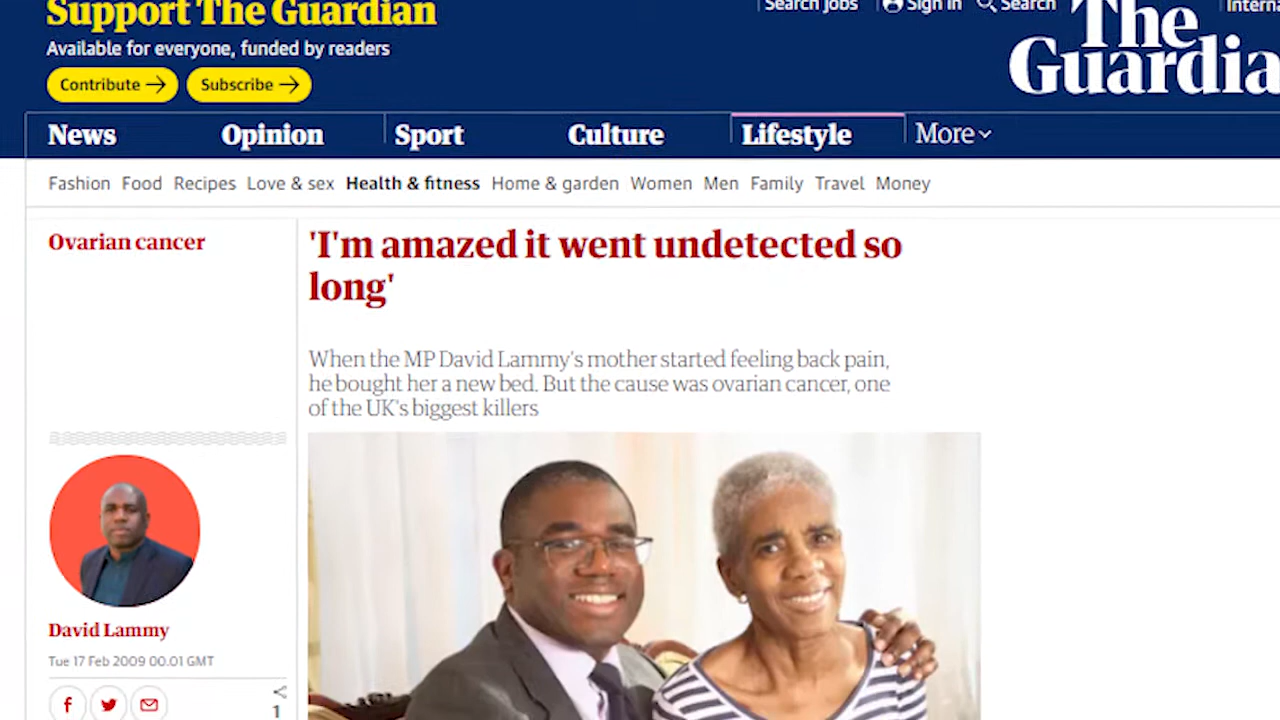 Support The Guardian
Available for everyone, funded by readers
Contribute →
Subscribe →
Search jobs
Sign in
Search
Interna
The
Guardia
News
Opinion
Sport
Culture
Lifestyle
More
Fashion Food Recipes Love & sex Health & fitness Home & garden Women Men Family Travel Money
Ovarian cancer
'I'm amazed it went undetected so
long'
When the MP David Lammy's mother started feeling back pain,
he bought her a new bed. But the cause was ovarian cancer, one
of the UK's biggest killers
David Lammy
Tue 17 Feb 2009 00.01 GMT
1